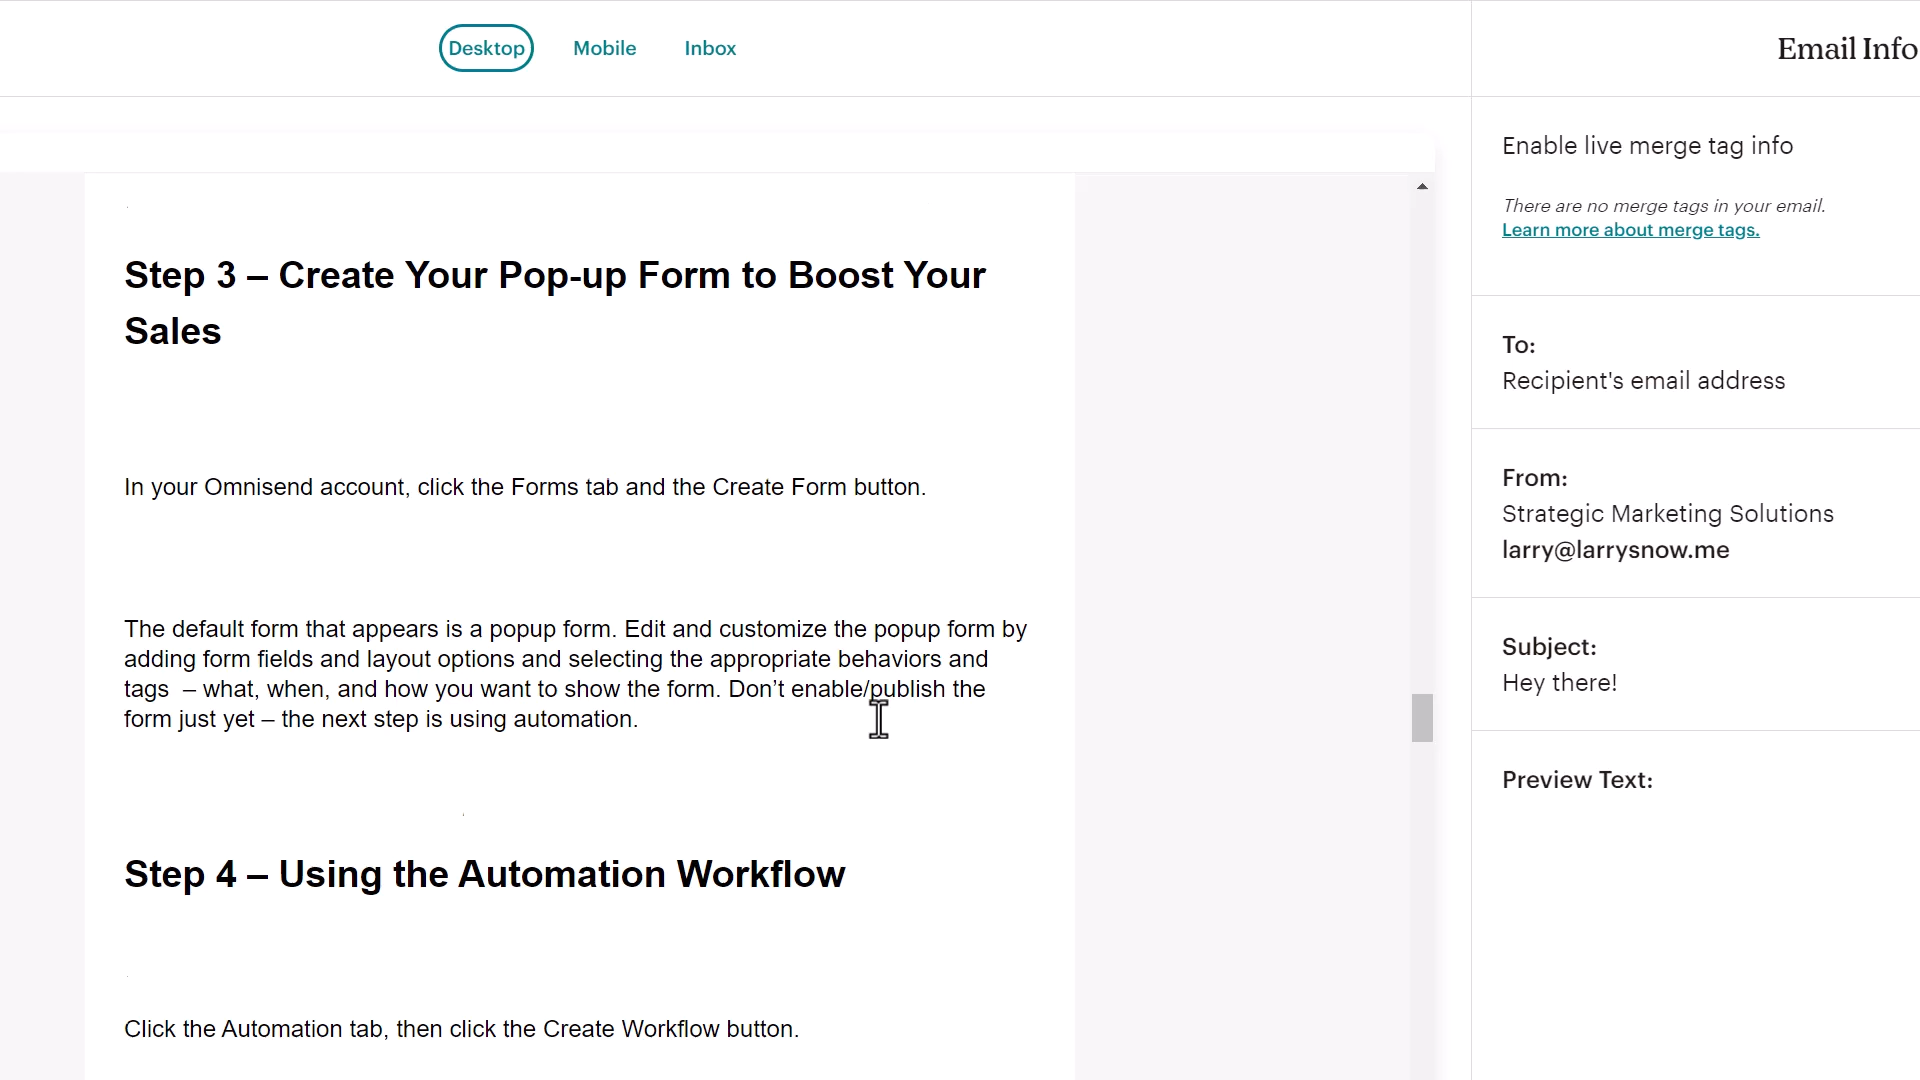 Desktop
Mobile
Inbox
Email Info
Step 3 – Create Your Pop-up Form to Boost Your
Sales
In your Omnisend account, click the Forms tab and the Create Form button.
The default form that appears is a popup form. Edit and customize the popup form by
adding form fields and layout options and selecting the appropriate behaviors and
tags  – what, when, and how you want to show the form. Don’t enable/publish the
form just yet – the next step is using automation.
Step 4 – Using the Automation Workflow
Click the Automation tab, then click the Create Workflow button.
Enable live merge tag info
There are no merge tags in your email.
Learn more about merge tags.
To:
Recipient's email address
From:
Strategic Marketing Solutions
larry@larrysnow.me
Subject:
Hey there!
Preview Text: